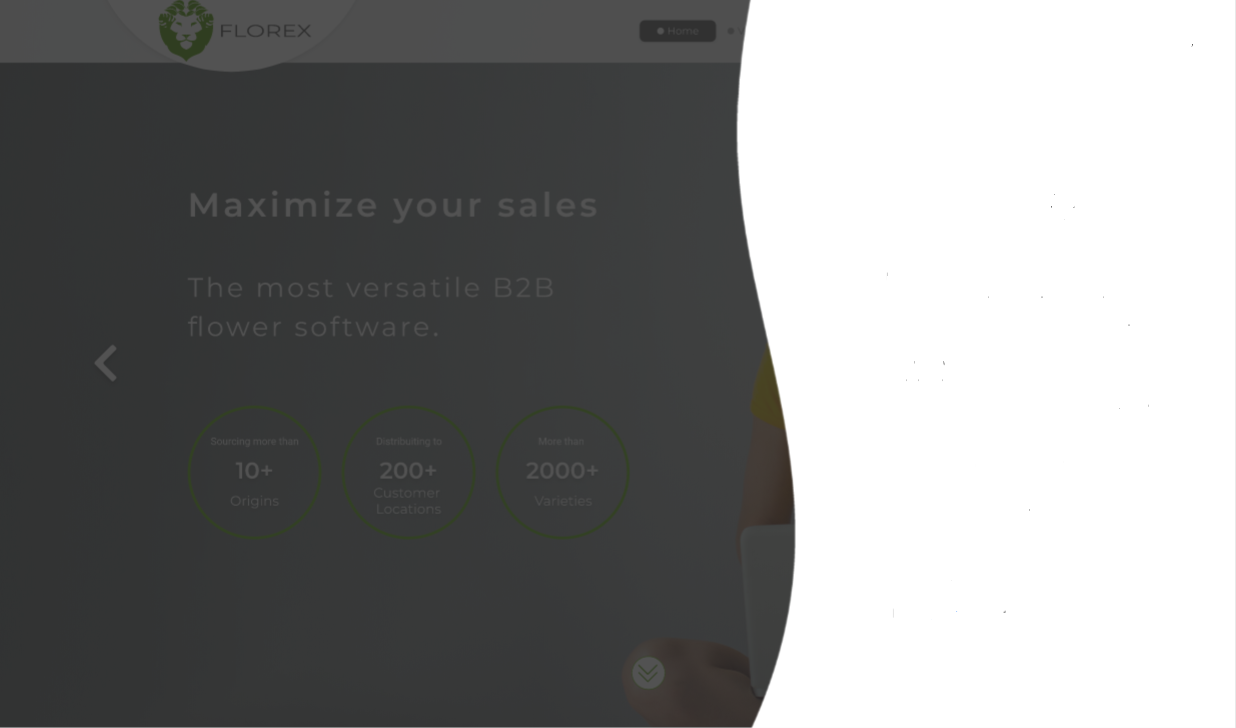 FLOREX
Home
Maximize your sales
The most versatile B2B
flower software.
Sourcing more than
10+
Origins
Distributing to
200+
Customer
Locations
More than
2000+
Varieties